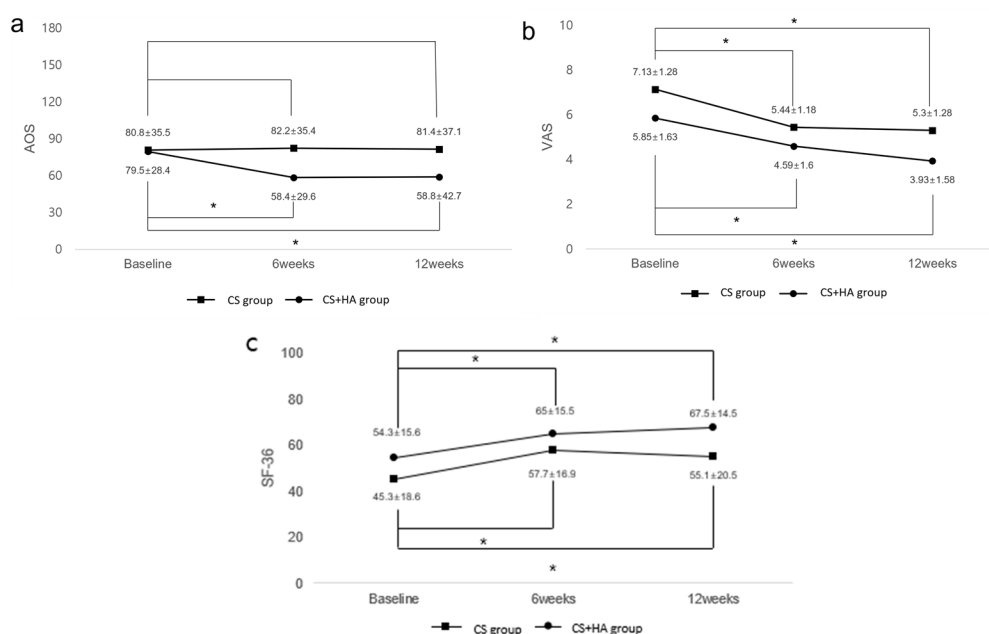 a
180
150
120
90
60
30
0
AOS
80.8±35.5
82.2±35.4
81.4±37.1
79.5±28.4
58.4±29.6
58.8±42.7
*
*
Baseline
6weeks
12weeks
CS group
CS+HA group
b
10
8
6
4
2
0
VAS
*
*
7.13±1.28
5.44±1.18
5.3±1.28
5.85±1.63
4.59±1.6
3.93±1.58
*
*
Baseline
6weeks
12weeks
CS group
CS+HA group
c
100
80
60
40
20
0
SF-36
*
*
54.3±15.6
65±15.5
67.5±14.5
45.3±18.6
57.7±16.9
55.1±20.5
*
*
Baseline
6weeks
12weeks
CS group
CS+HA group